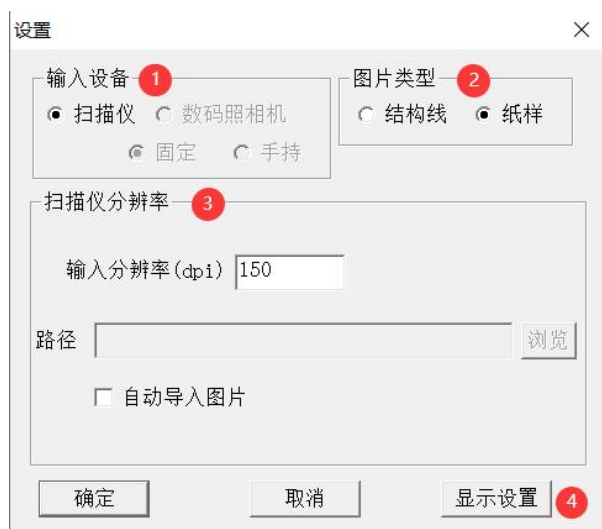 设置
输入设备 1
图片类型 2
扫描仪 数码照相机
结构线 纸样
固定 手持
扫描仪分辨率 3
输入分辨率(dpi) 150
路径 浏览
自动导入图片
确定 取消 显示设置 4